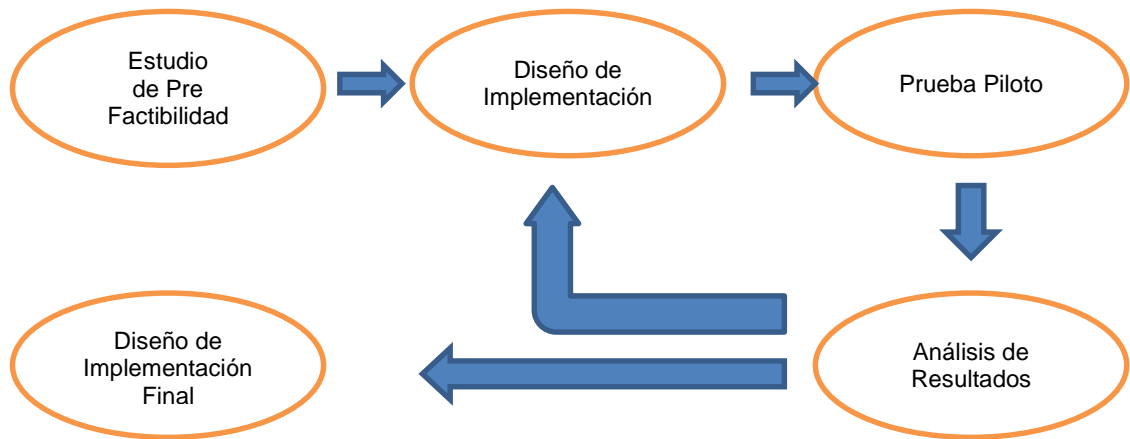 Estudio
de Pre
Factibilidad
Diseño de
Implementación
Prueba Piloto
Diseño de
Implementación
Final
Análisis de
Resultados